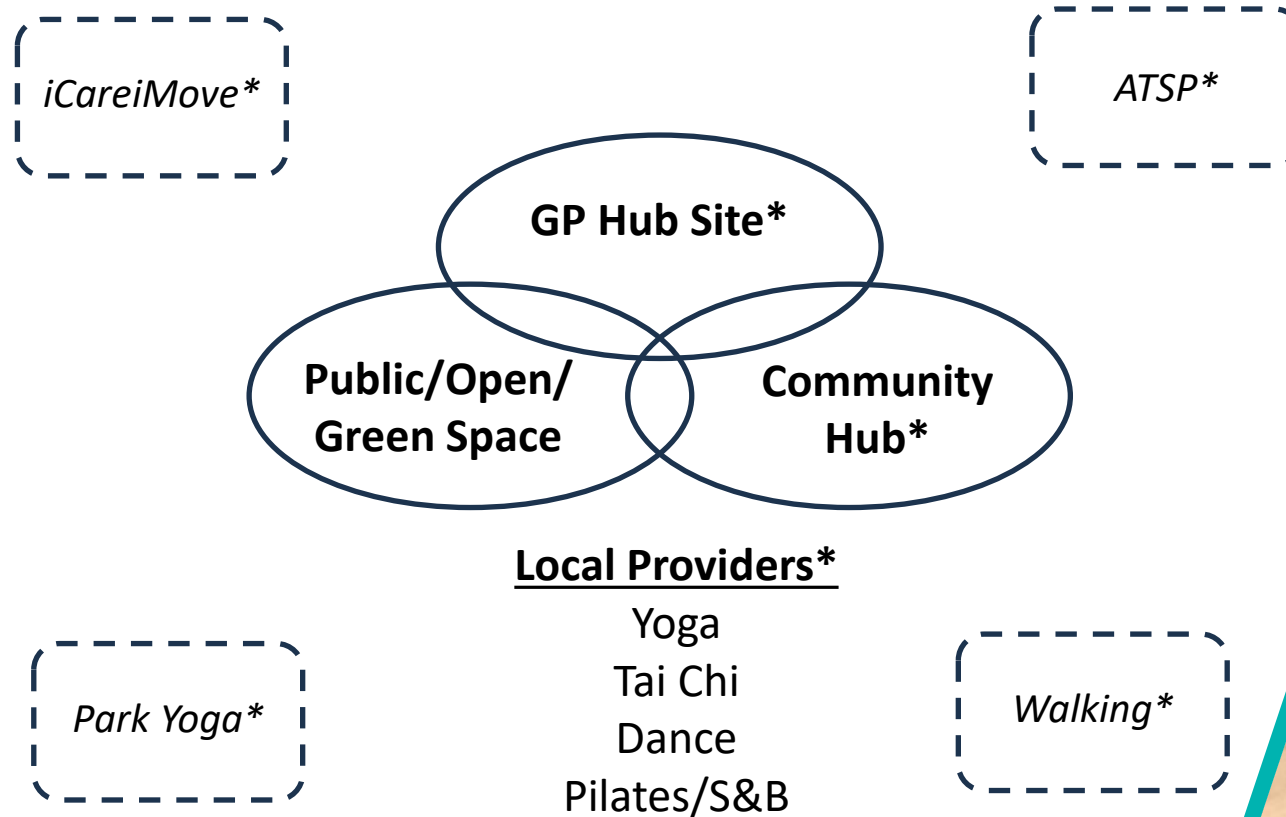 iCareiMove*
ATSP*
GP Hub Site*
Public/Open/
Green Space
Community
Hub*
Local Providers*
Yoga
Tai Chi
Dance
Pilates/S&B
Park Yoga*
Walking*